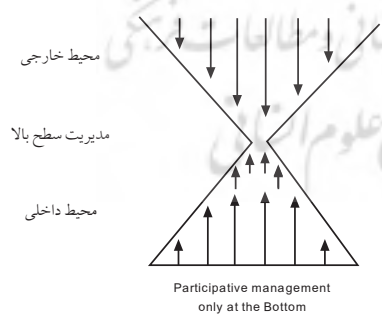 محیط خارجی
مدیریت سطح بالا
محیط داخلی
Participative management
only at the Bottom